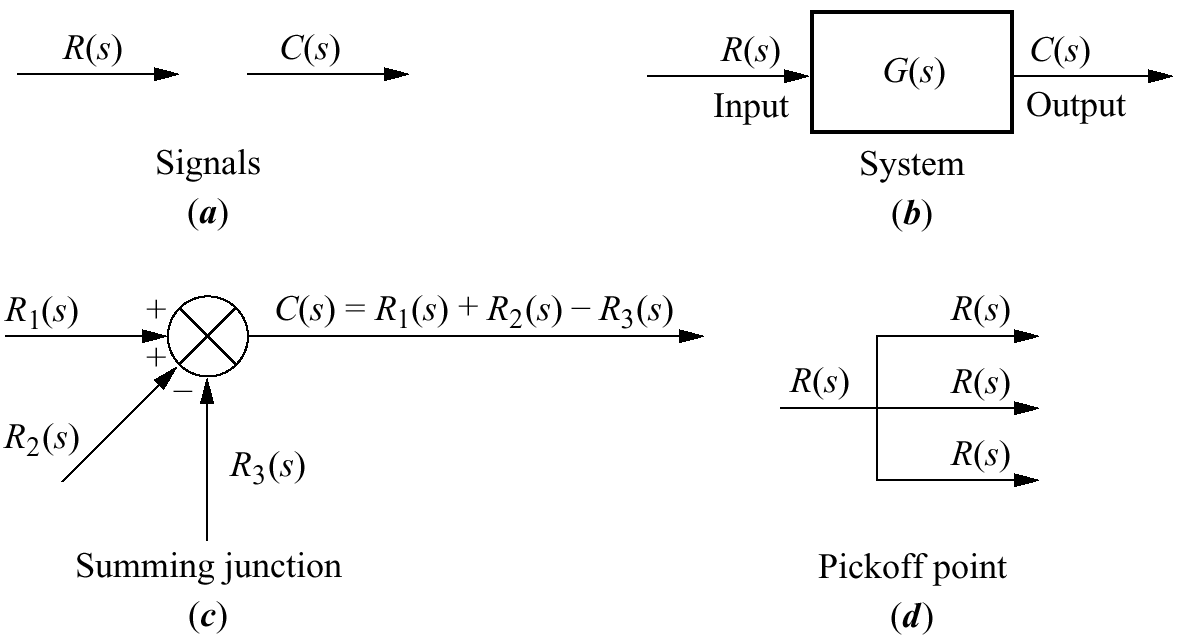 R(s)
C(s)
Signals
(a)
R(s)
Input
G(s)
C(s)
Output
System
(b)
R₁(s)
+
+
−
R₂(s)
R₃(s)
C(s) = R₁(s) + R₂(s) − R₃(s)
Summing junction
(c)
R(s)
R(s)
R(s)
R(s)
Pickoff point
(d)